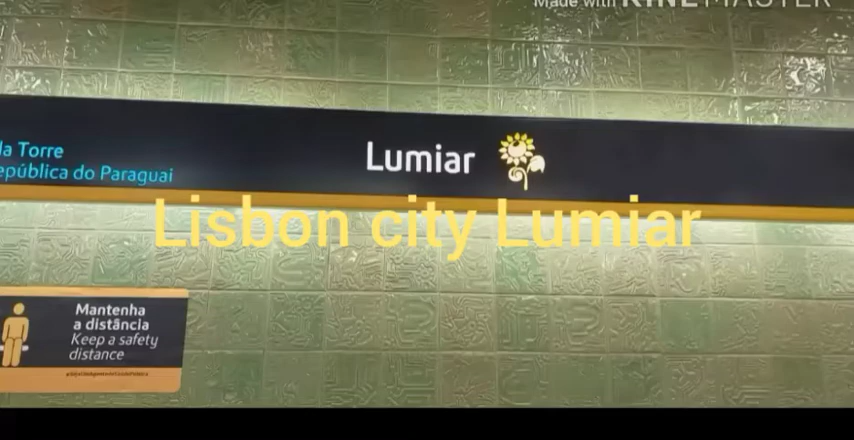 Made with KINEMASTER
la Torre
epública do Paraguai
Lumiar
Lisbon city Lumiar
Mantenha
a distância
Keep a safety
distance